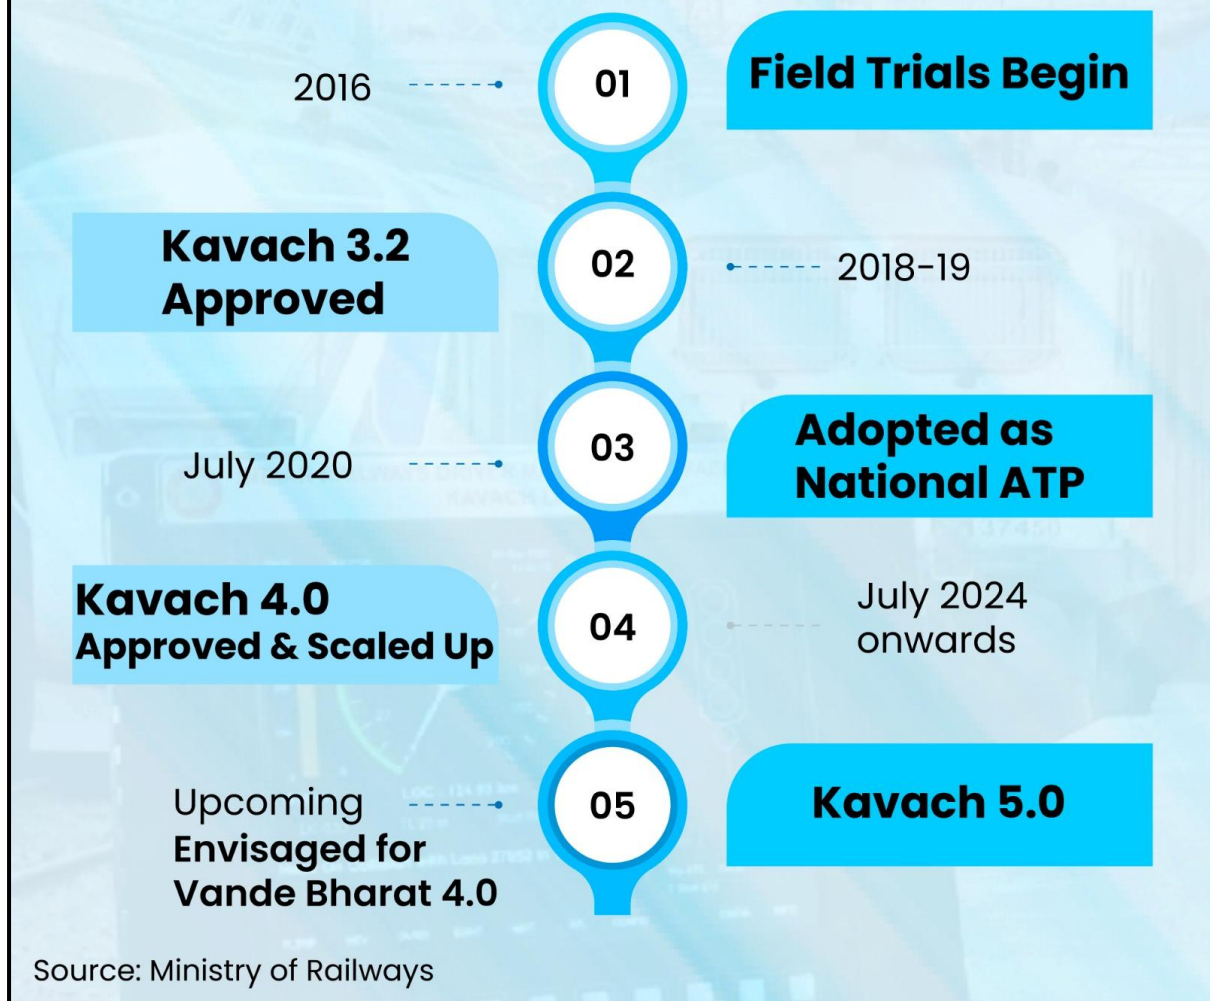 2016
01
Field Trials Begin
Kavach 3.2
Approved
02
2018-19
July 2020
03
Adopted as
National ATP
Kavach 4.0
Approved & Scaled Up
04
July 2024
onwards
Upcoming
Envisaged for
Vande Bharat 4.0
05
Kavach 5.0
Source: Ministry of Railways